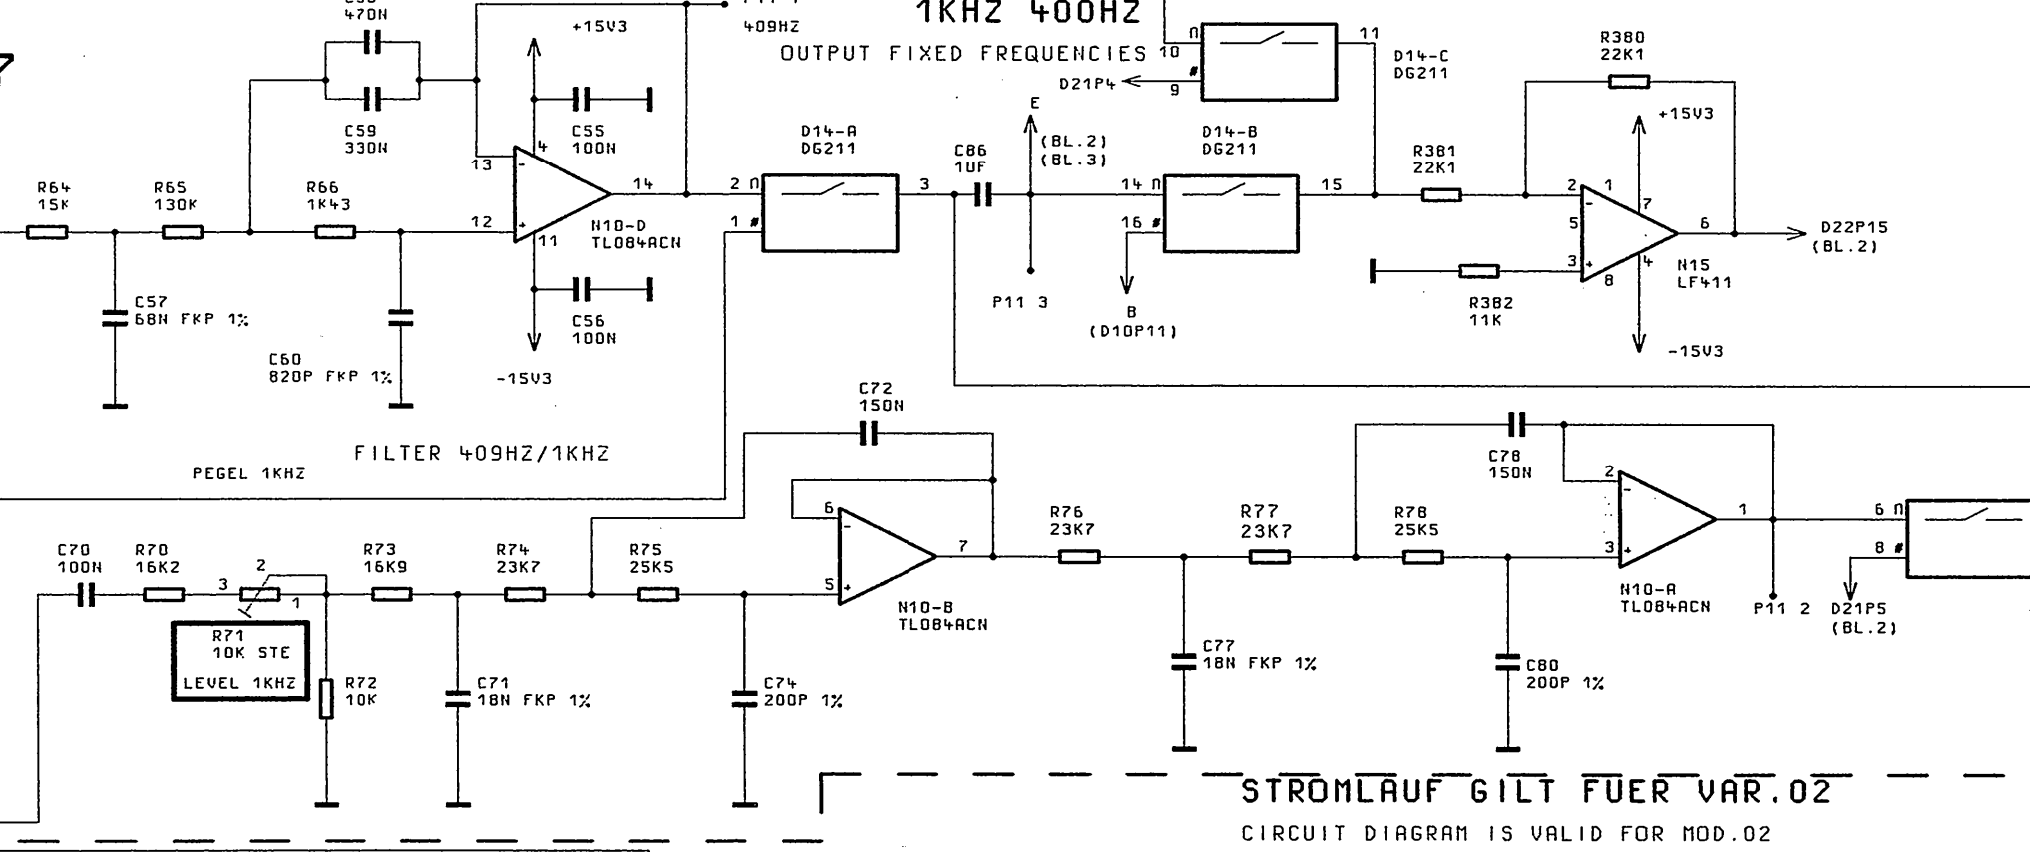 470N
+15V3
409HZ
1KHZ 400HZ
OUTPUT FIXED FREQUENCIES
10
Π
#
9
D21P4
11
D14-C
DG211
R380
22K1
C59
330N
C55
100N
4
13
-
12
+
11
14
N10-D
TL084ACN
C56
100N
-15V3
R64
15K
R65
130K
R66
1K43
C57
68N FKP 1%
C60
820P FKP 1%
FILTER 409HZ/1KHZ
PEGEL 1KHZ
D14-A
DG211
2 Π
1 #
3
C86
1UF
E
(BL.2)
(BL.3)
P11 3
D14-B
DG211
14 Π
16 #
15
B
(D10P11)
R381
22K1
+15V3
2
-
1
7
5
3
+
8
4
6
N15
LF411
R382
11K
-15V3
D22P15
(BL.2)
C72
150N
6
-
5
+
7
N10-B
TL084ACN
C70
100N
R70
16K2
3
2
1
R71
10K STE
LEVEL 1KHZ
R72
10K
R73
16K9
R74
23K7
R75
25K5
C71
18N FKP 1%
C74
200P 1%
R76
23K7
R77
23K7
R78
25K5
C77
18N FKP 1%
C80
200P 1%
C78
150N
2
-
3
+
1
N10-A
TL084ACN
P11 2
6 Π
8 #
D21P5
(BL.2)
STROMLAUF GILT FUER VAR.02
CIRCUIT DIAGRAM IS VALID FOR MOD.02